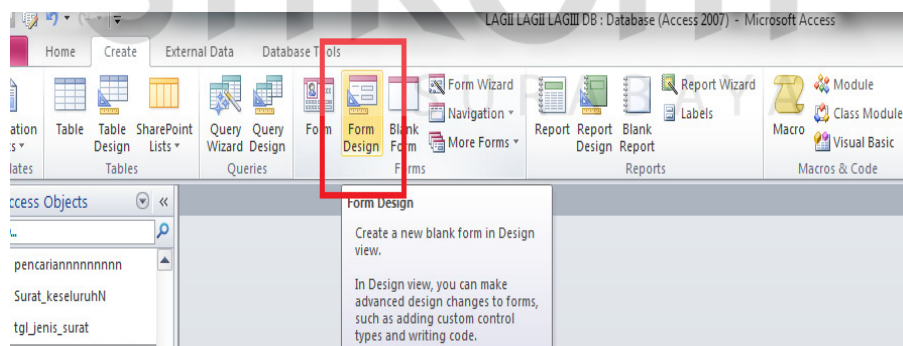 LAGII LAGII LAGIII DB : Database (Access 2007) - Microsoft Access
Home Create External Data Database Tools
Form Wizard
Report Wizard
Module
Navigation
Labels
Class Module
Table Table SharePoint Query Query Form Form Blank More Forms Report Report Blank Macro Visual Basic
Design Lists Wizard Design Design Form Design Report
Tables Queries Forms Reports Macros & Code
SURABAYA
Objects
Form Design
Create a new blank form in Design
view.
In Design view, you can make
advanced design changes to forms,
such as adding custom control
types and writing code.
pencariannnnnnnn
Surat_keseluruhN
tgl_jenis_surat